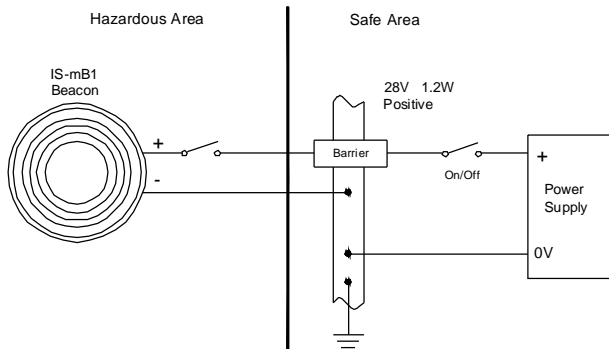 Hazardous Area
Safe Area
IS-mB1
Beacon
28V 1.2W
Positive
+
-
Barrier
On/Off
+
Power
Supply
0V